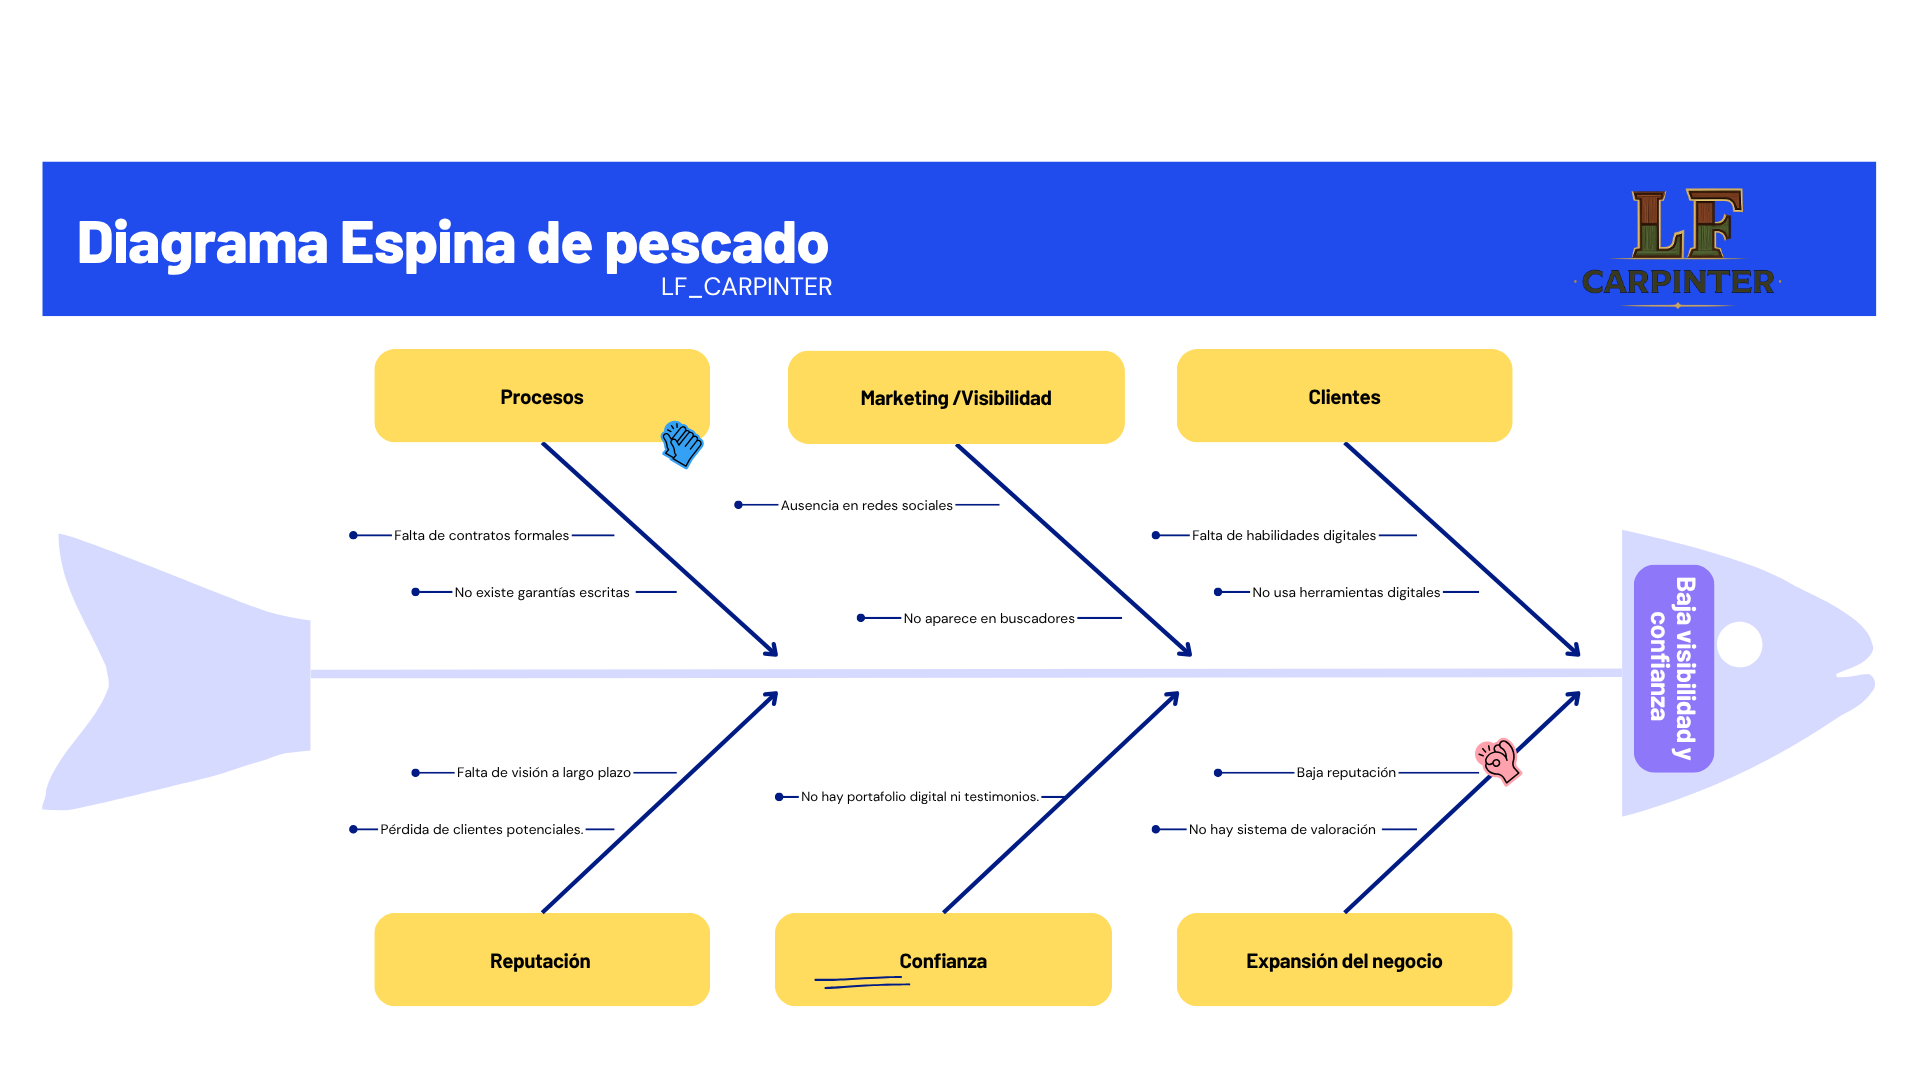 Diagrama Espina de pescado
LF_CARPINTER
LF
CARPINTER
Procesos
Marketing /Visibilidad
Clientes
Ausencia en redes sociales
Falta de contratos formales
Falta de habilidades digitales
No existe garantías escritas
No usa herramientas digitales
No aparece en buscadores
Baja visibilidad y
confianza
Falta de visión a largo plazo
Baja reputación
No hay portafolio digital ni testimonios.
Pérdida de clientes potenciales.
No hay sistema de valoración
Reputación
Confianza
Expansión del negocio